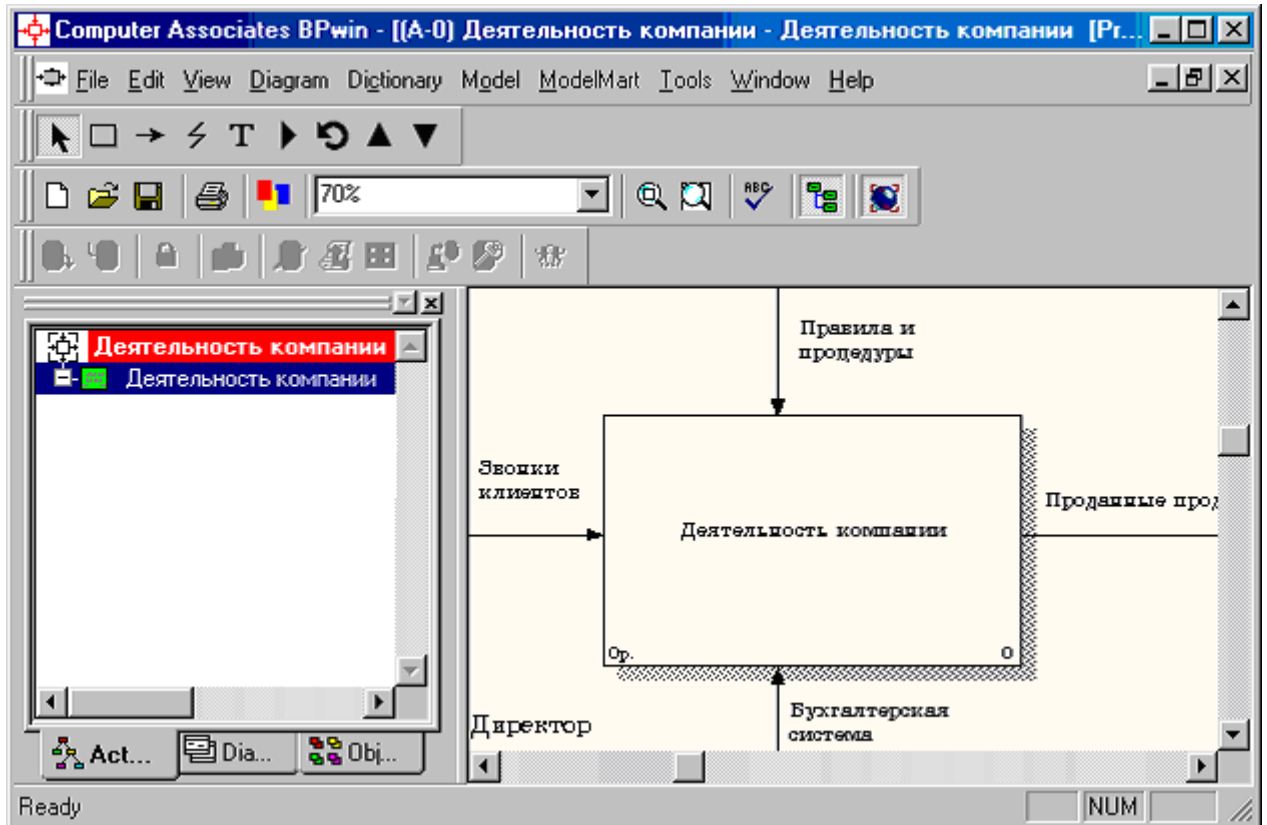 Computer Associates BPwin - [(A-0) Деятельность компании - Деятельность компании [Pr...
File Edit View Diagram Dictionary Model ModelMart Tools Window Help
T
70%
ABC
Деятельность компании
Деятельность компании
Правила и
процедуры
Звонки
клиентов
Деятельность компании
Проданные прод
0р.
0
Директор
Бухгалтерская
система
Act...
Dia...
Obj...
Ready
NUM